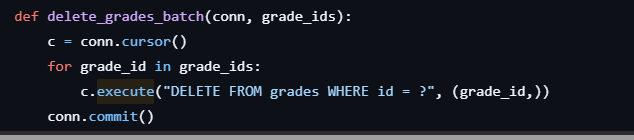 def delete_grades_batch(conn, grade_ids):
    c = conn.cursor()
    for grade_id in grade_ids:
        c.execute("DELETE FROM grades WHERE id = ?", (grade_id,))
    conn.commit()